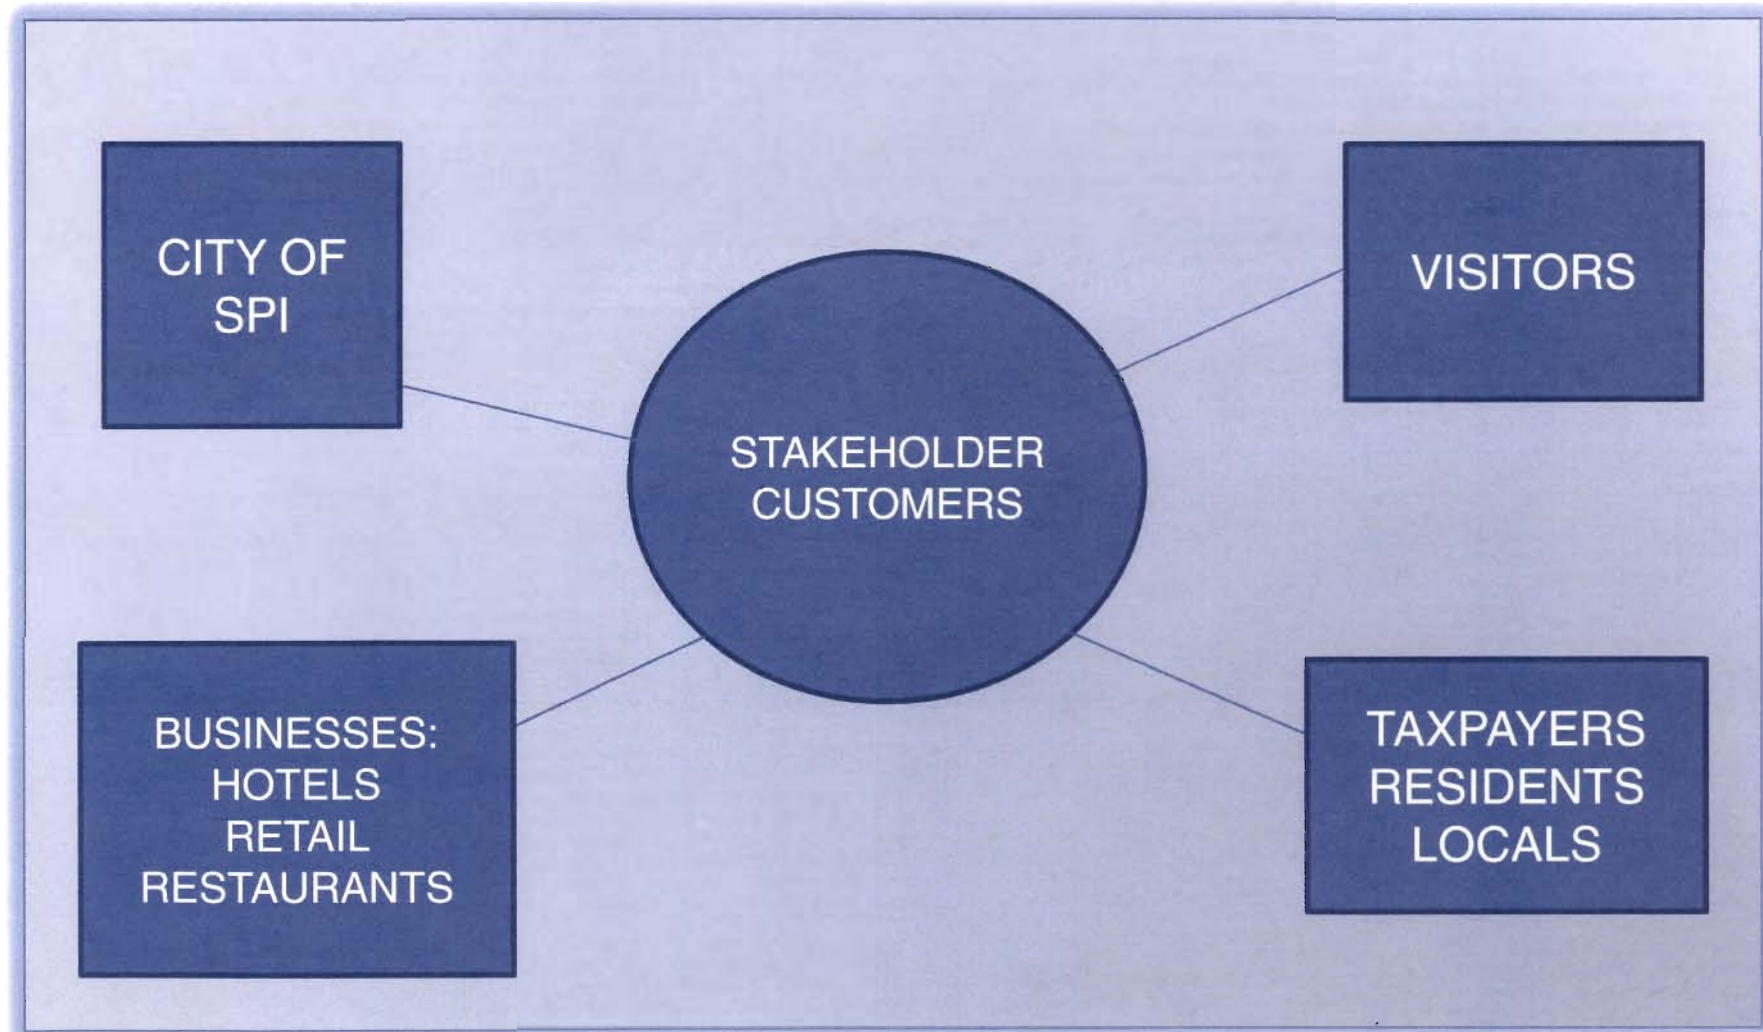 CITY OF
SPI
VISITORS
STAKEHOLDER
CUSTOMERS
BUSINESSES:
HOTELS
RETAIL
RESTAURANTS
TAXPAYERS
RESIDENTS
LOCALS